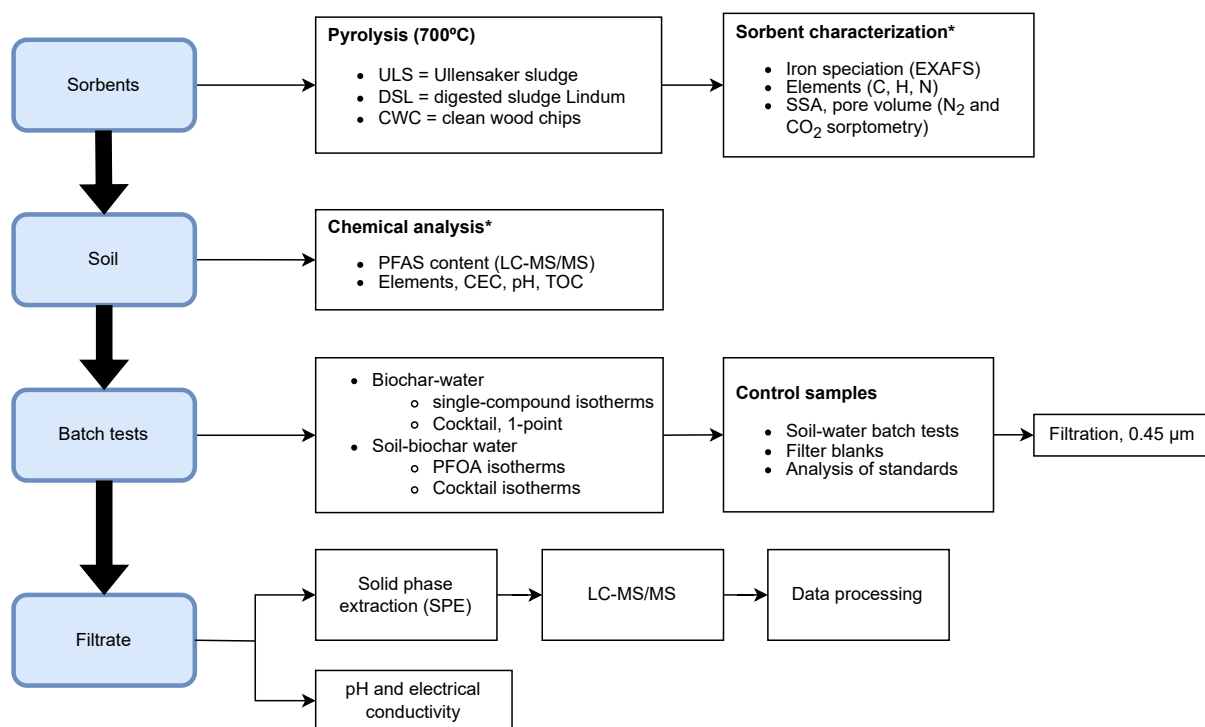 Sorbents
Pyrolysis (700ºC)
• ULS = Ullensaker sludge
• DSL = digested sludge Lindum
• CWC = clean wood chips
Sorbent characterization*
• Iron speciation (EXAFS)
• Elements (C, H, N)
• SSA, pore volume (N₂ and
CO₂ sorptometry)
Soil
Chemical analysis*
• PFAS content (LC-MS/MS)
• Elements, CEC, pH, TOC
Batch tests
• Biochar-water
o single-compound isotherms
o Cocktail, 1-point
• Soil-biochar water
o PFOA isotherms
o Cocktail isotherms
Control samples
• Soil-water batch tests
• Filter blanks
• Analysis of standards
Filtration, 0.45 µm
Filtrate
Solid phase
extraction (SPE)
LC-MS/MS
Data processing
pH and electrical
conductivity